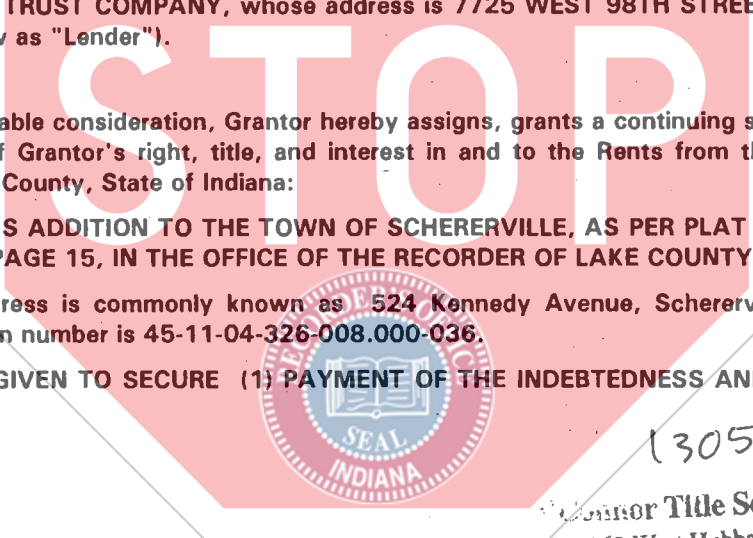 TRUST COMPANY, whose address is 7725 WEST 98TH STREE
as "Lender").
STOP
able consideration, Grantor hereby assigns, grants a continuing s
Grantor's right, title, and interest in and to the Rents from th
County, State of Indiana:
S ADDITION TO THE TOWN OF SCHERERVILLE, AS PER PLAT
PAGE 15, IN THE OFFICE OF THE RECORDER OF LAKE COUNTY
ress is commonly known as 524 Kennedy Avenue, Scherer
n number is 45-11-04-326-008.000-036.
GIVEN TO SECURE (1) PAYMENT OF THE INDEBTEDNESS AN
RECORDER OFFICE
SEAL
INDIANA
1305
Title S